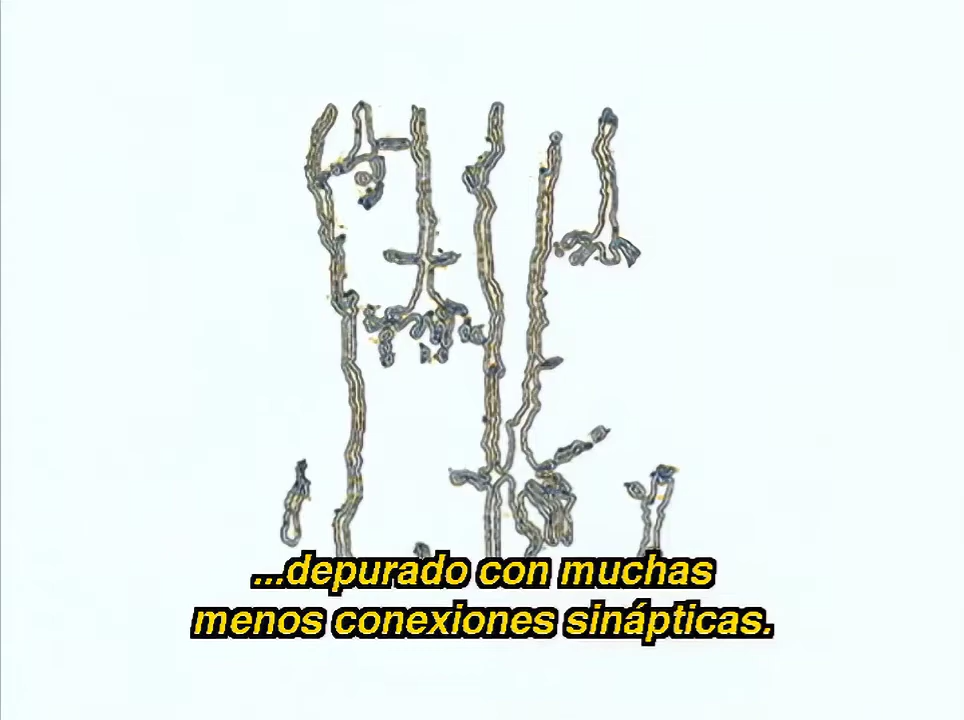 ...depurado con muchas
menos conexiones sinápticas.